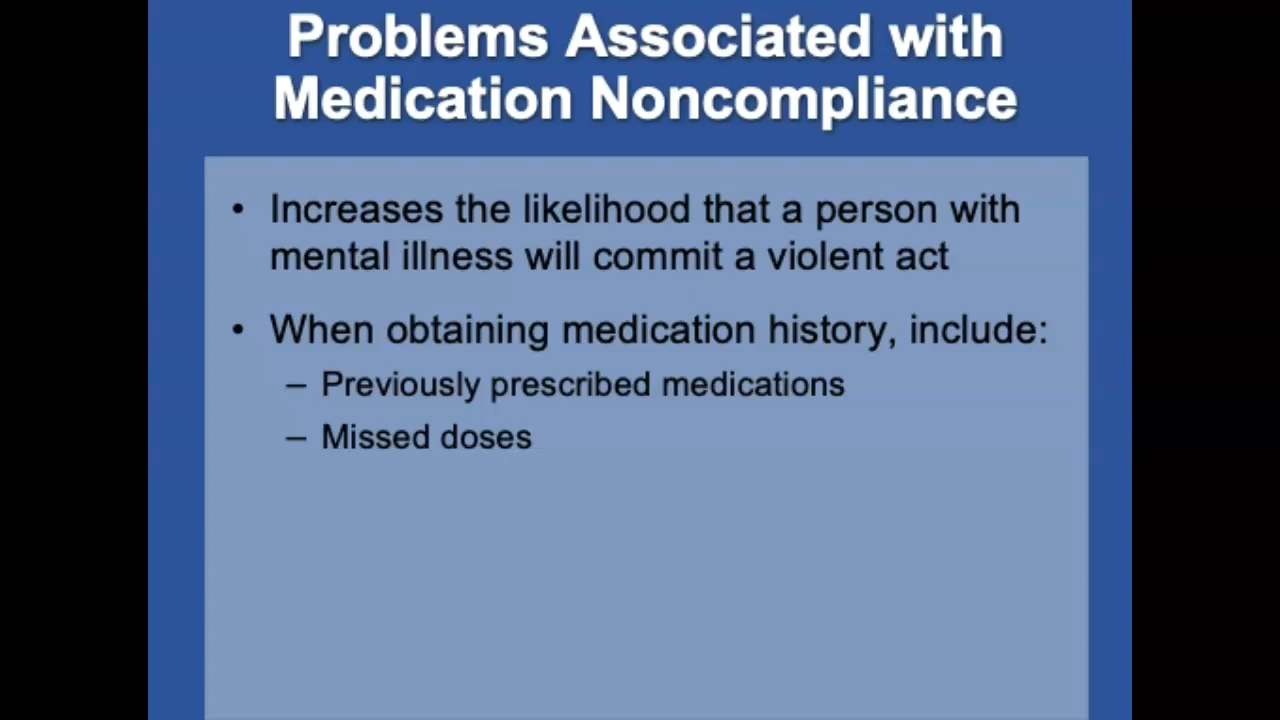 Problems Associated with
Medication Noncompliance
• Increases the likelihood that a person with
mental illness will commit a violent act
• When obtaining medication history, include:
– Previously prescribed medications
– Missed doses